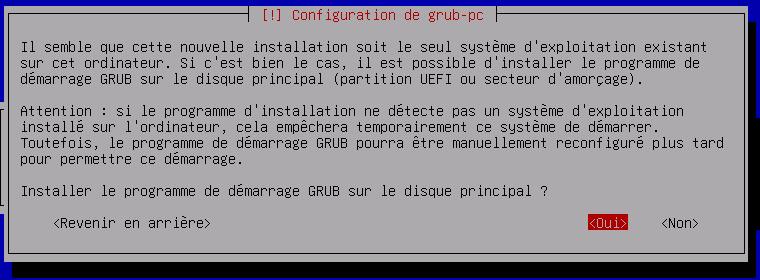 [!] Configuration de grub-pc
Il semble que cette nouvelle installation soit le seul système d'exploitation existant
sur cet ordinateur. Si c'est bien le cas, il est possible d'installer le programme de
démarrage GRUB sur le disque principal (partition UEFI ou secteur d'amorçage).
Attention : si le programme d'installation ne détecte pas un système d'exploitation
installé sur l'ordinateur, cela empêchera temporairement ce système de démarrer.
Toutefois, le programme de démarrage GRUB pourra être manuellement reconfiguré plus tard
pour permettre ce démarrage.
Installer le programme de démarrage GRUB sur le disque principal ?
<Revenir en arrière> <Oui> <Non>